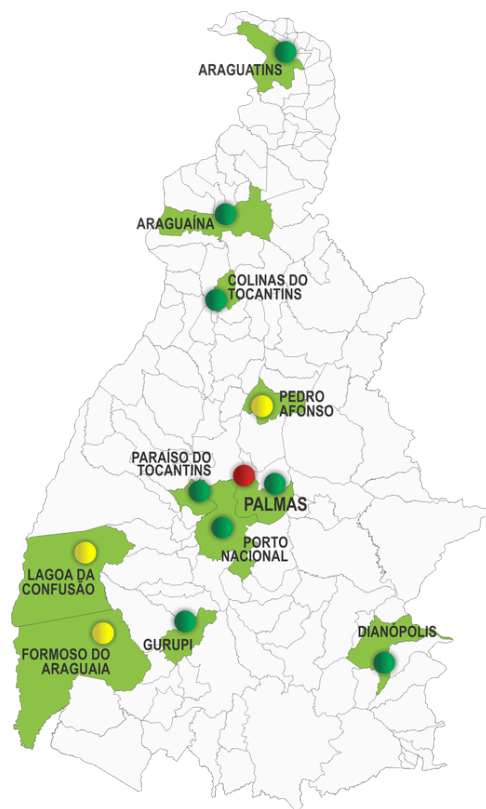 ARAGUATINS
ARAGUAÍNA
COLINAS DO
TOCANTINS
PEDRO
AFONSO
PARAÍSO DO
TOCANTINS
PALMAS
PORTO
NACIONAL
LAGOA DA
CONFUSÃO
GURUPI
DIANÓPOLIS
FORMOSO DO
ARAGUAIA